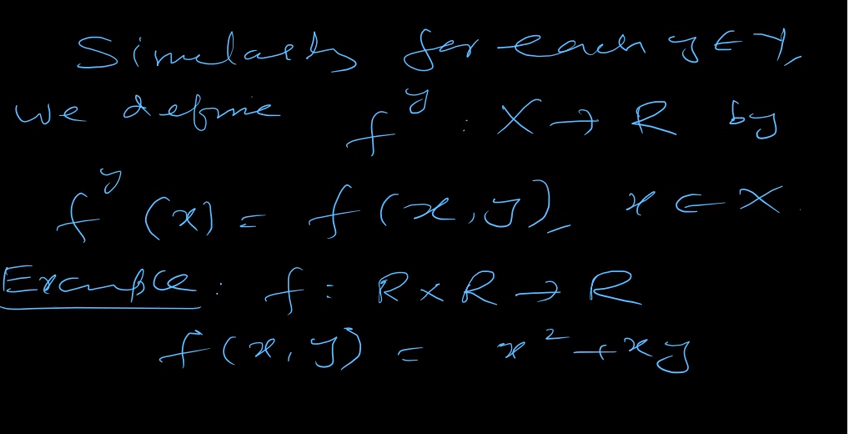 Similarly for each y ∈ Y,
we define f^y : X → R by
f^y (x) = f(x, y), x ∈ X.
Example : f : R × R → R
f(x, y) = x² + xy